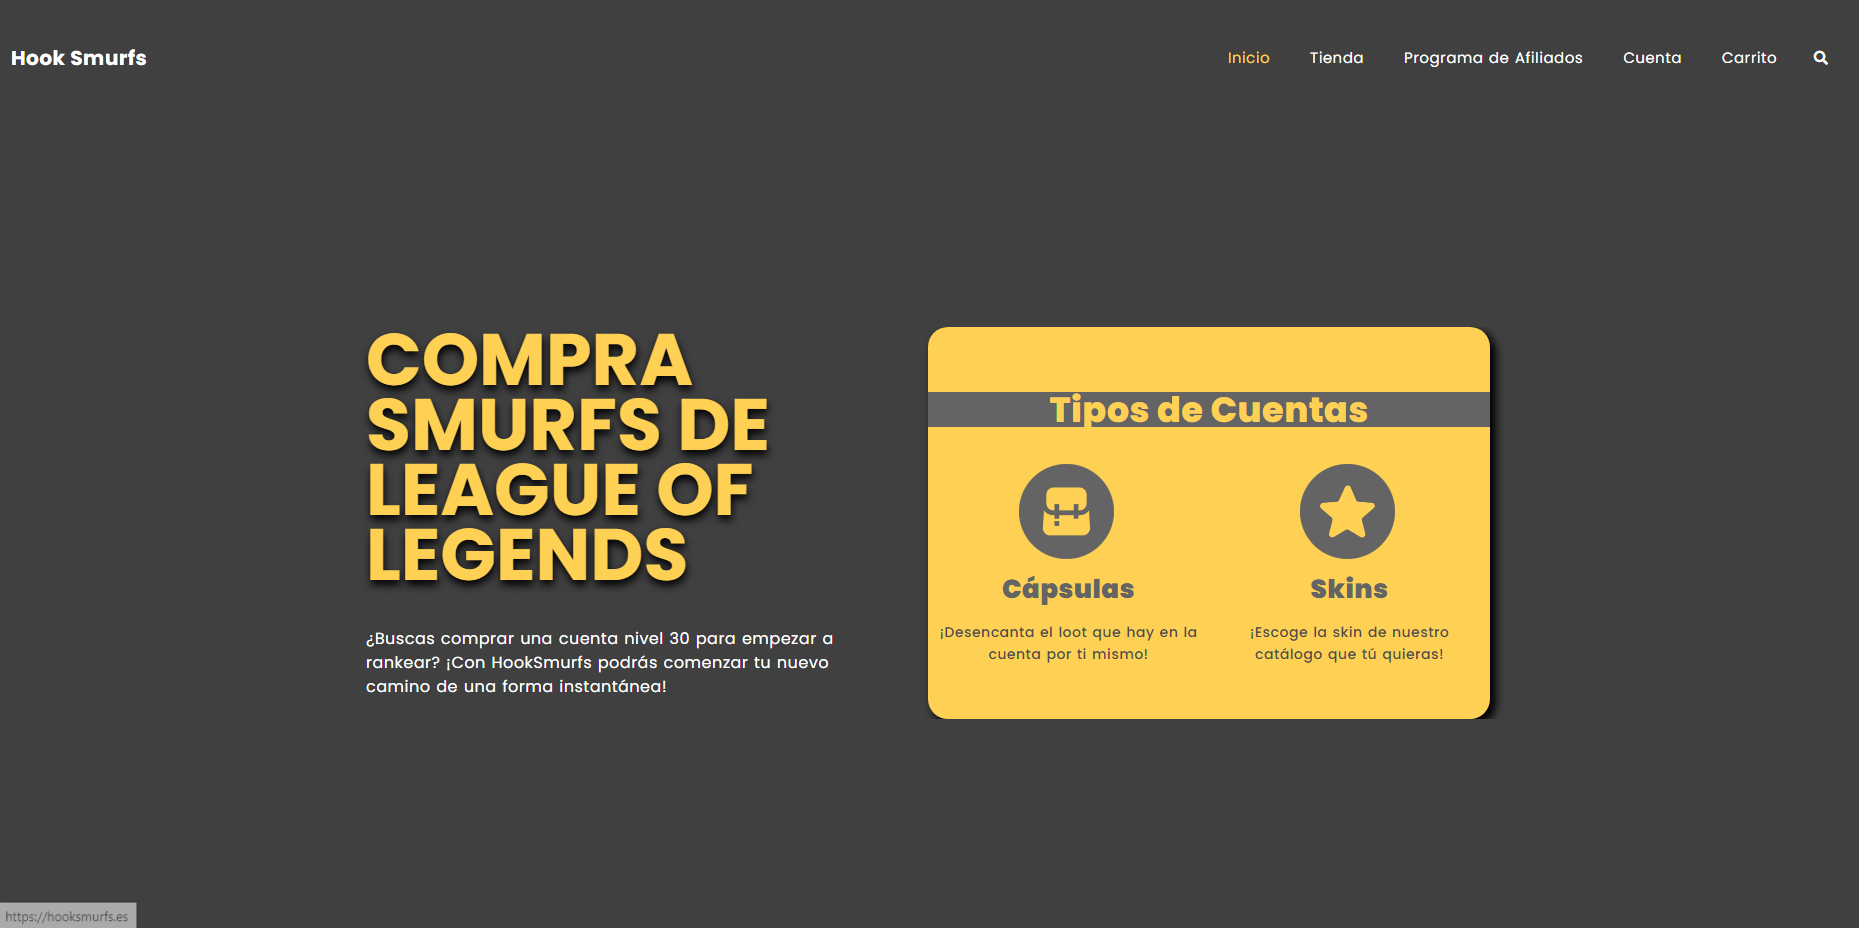 Hook Smurfs
Inicio
Tienda
Programa de Afiliados
Cuenta
Carrito
COMPRA
SMURFS DE
LEAGUE OF
LEGENDS
¿Buscas comprar una cuenta nivel 30 para empezar a
rankear? ¡Con HookSmurfs podrás comenzar tu nuevo
camino de una forma instantánea!
Tipos de Cuentas
Cápsulas
¡Desencanta el loot que hay en la
cuenta por ti mismo!
Skins
¡Escoge la skin de nuestro
catálogo que tú quieras!
https://hooksmurfs.es